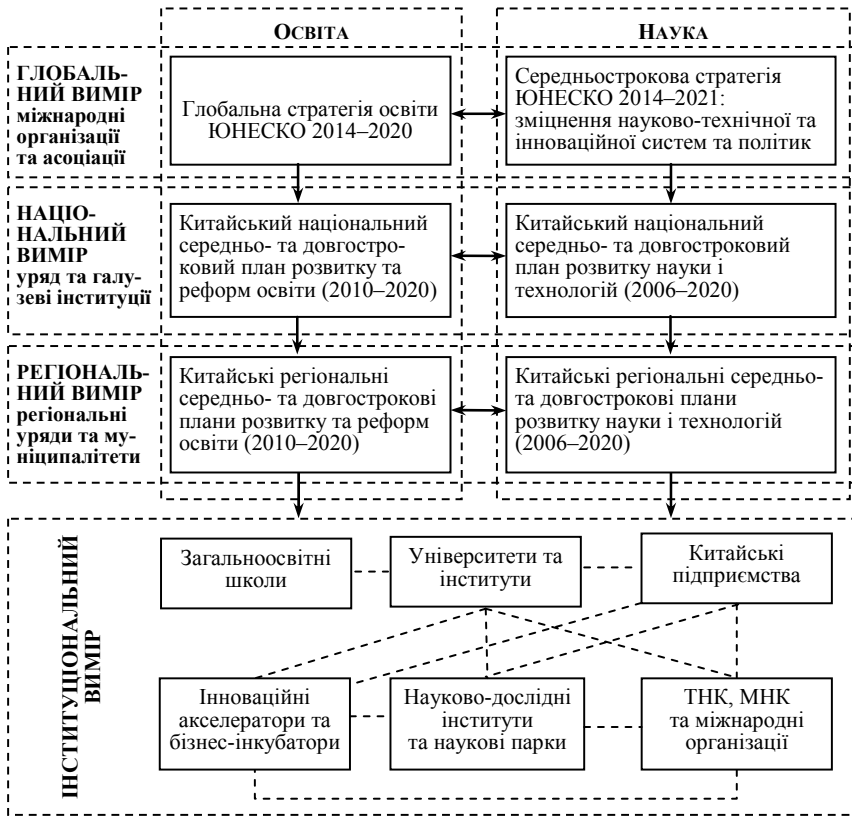 ОСВІТА
НАУКА
ГЛОБАЛЬ-
НИЙ ВИМІР
міжнародні
організації
та асоціації
Глобальна стратегія освіти
ЮНЕСКО 2014–2020
Середньострокова стратегія
ЮНЕСКО 2014–2021:
зміцнення науково-технічної та
інноваційної систем та політик
НАЦІО-
НАЛЬНИЙ
ВИМІР
уряд та галу-
зеві інституції
Китайський національний
середньо- та довгостро-
ковий план розвитку та
реформ освіти (2010–2020)
Китайський національний
середньо- та довгостроковий
план розвитку науки і
технологій (2006–2020)
РЕГІОНАЛЬ-
НИЙ ВИМІР
регіональні
уряди та му-
ніципалітети
Китайські регіональні
середньо- та довгострокові
плани розвитку та реформ
освіти (2010–2020)
Китайські регіональні середньо-
та довгострокові плани
розвитку науки і технологій
(2006–2020)
ІНСТИТУЦІОНАЛЬНИЙ
ВИМІР
Загальноосвітні
школи
Університети та
інститути
Китайські
підприємства
Інноваційні
акселератори та
бізнес-інкубатори
Науково-дослідні
інститути
та наукові парки
ТНК, МНК
та міжнародні
організації